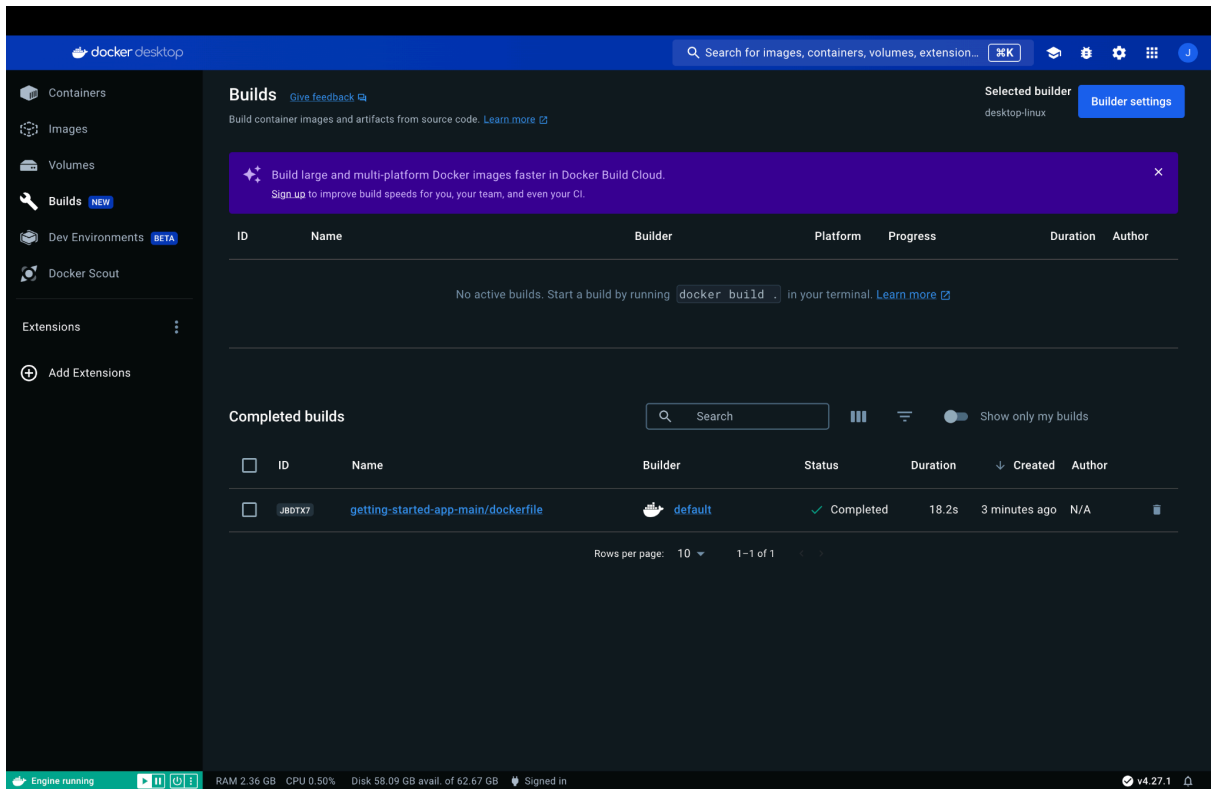 docker desktop
Search for images, containers, volumes, extension... ⌘K
J
Containers
Images
Volumes
Builds NEW
Dev Environments BETA
Docker Scout
Extensions
Add Extensions
Builds Give feedback
Build container images and artifacts from source code. Learn more
Selected builder
desktop-linux
Builder settings
Build large and multi-platform Docker images faster in Docker Build Cloud.
Sign up to improve build speeds for you, your team, and even your CI.
ID Name Builder Platform Progress Duration Author
No active builds. Start a build by running docker build . in your terminal. Learn more
Completed builds
Search
Show only my builds
ID Name Builder Status Duration Created Author
JBDTX7 getting-started-app-main/dockerfile default Completed 18.2s 3 minutes ago N/A
Rows per page: 10 1–1 of 1
Engine running
RAM 2.36 GB CPU 0.50% Disk 58.09 GB avail. of 62.67 GB Signed in
v4.27.1